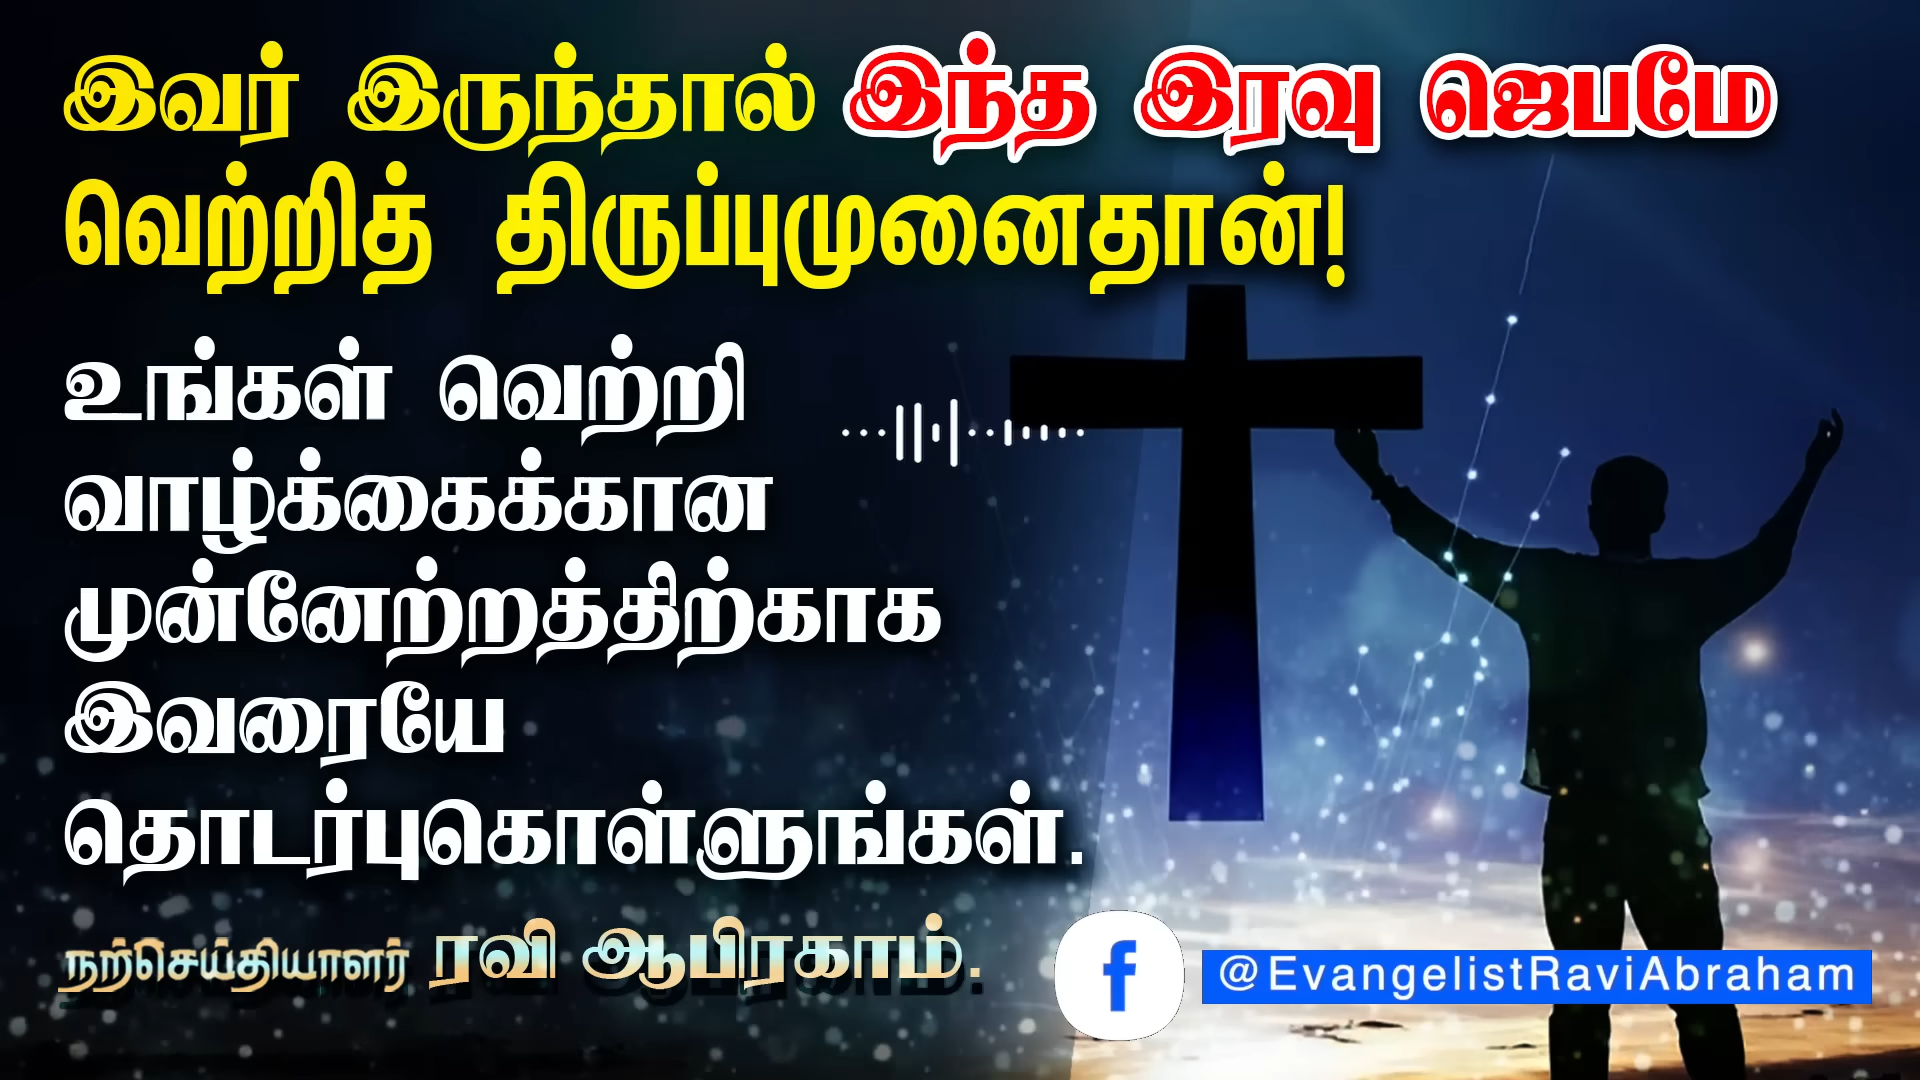 இவர் இருந்தால் இந்த இரவு ஜெபமே
வெற்றித் திருப்புமுனைதான்!
உங்கள் வெற்றி
வாழ்க்கைக்கான
முன்னேற்றத்திற்காக
இவரையே
தொடர்புகொள்ளுங்கள்.
நற்செய்தியாளர் ரவி ஆபிரகாம்.
f @EvangelistRaviAbraham